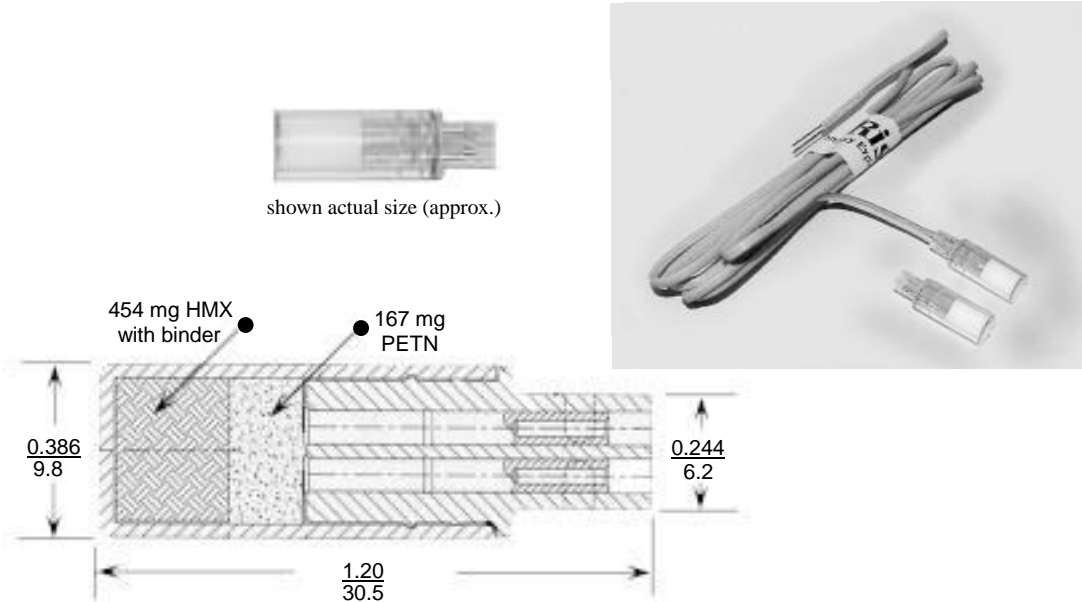 shown actual size (approx.)
454 mg HMX
with binder
167 mg
PETN
0.386
9.8
0.244
6.2
1.20
30.5